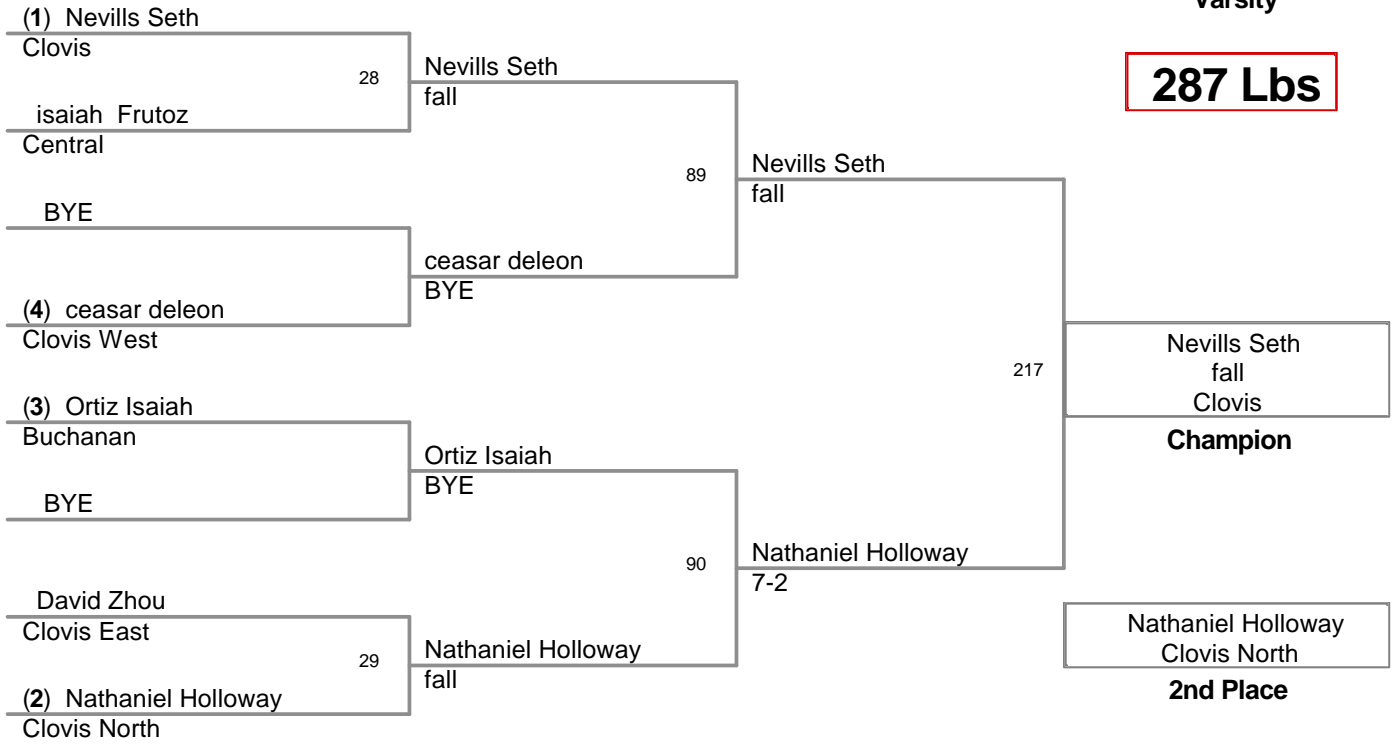 Varsity
287 Lbs
(1) Nevills Seth
Clovis
28
isaiah Frutoz
Central
BYE
(4) ceasar deleon
Clovis West
(3) Ortiz Isaiah
Buchanan
BYE
David Zhou
Clovis East
29
(2) Nathaniel Holloway
Clovis North
Nevills Seth
fall
89
ceasar deleon
BYE
Ortiz Isaiah
BYE
90
Nathaniel Holloway
fall
Nevills Seth
fall
217
Nathaniel Holloway
7-2
Nevills Seth
fall
Clovis
Champion
Nathaniel Holloway
Clovis North
2nd Place